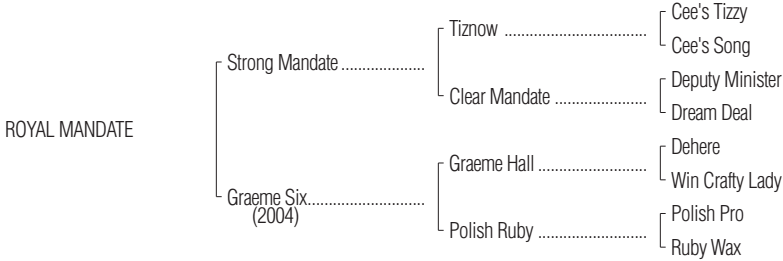 Cee's Tizzy
Tiznow ..................................
Cee's Song
Strong Mandate ....................
Deputy Minister
Clear Mandate ......................
Dream Deal
ROYAL MANDATE
Dehere
Graeme Hall ..........................
Win Crafty Lady
Graeme Six............................
(2004)
Polish Pro
Polish Ruby ..........................
Ruby Wax